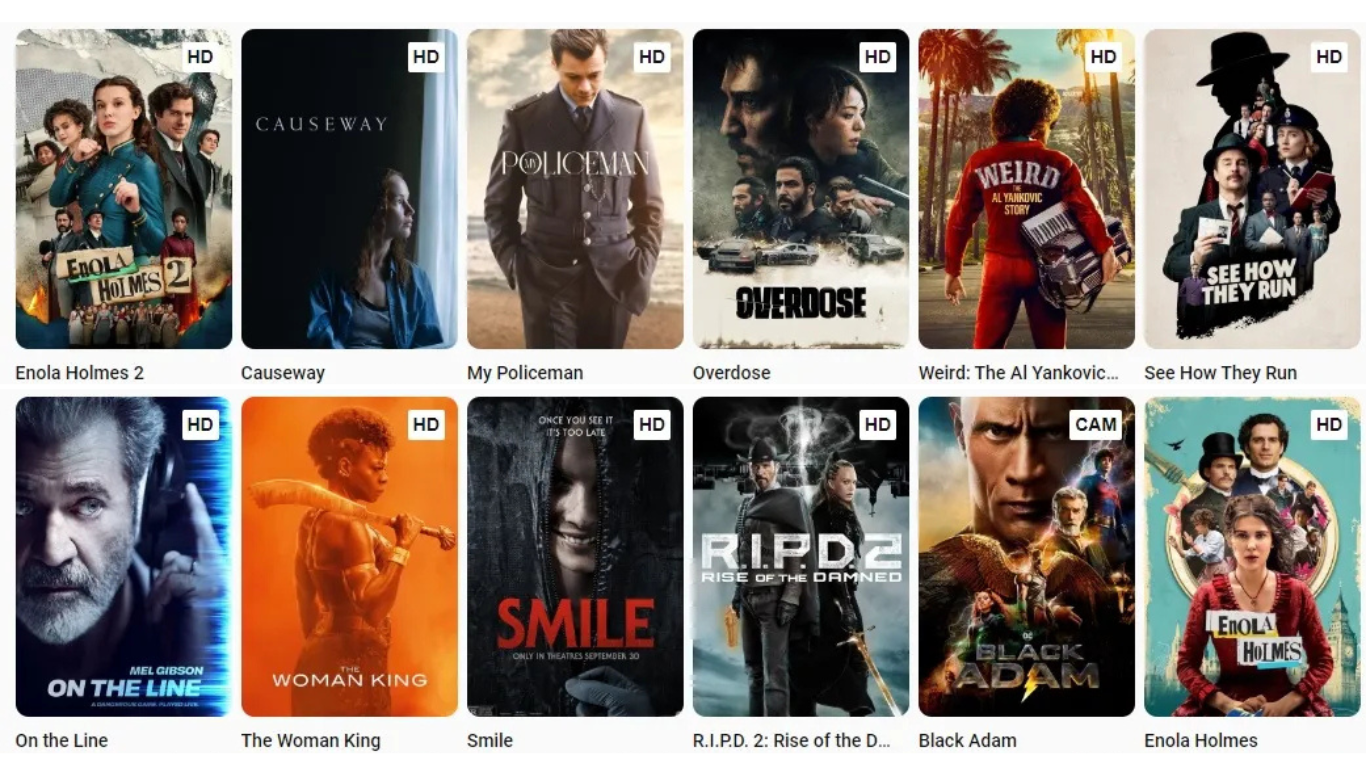 HD
HD
HD
HD
HD
HD
ENOLA
HOLMES 2
CAUSEWAY
MY
POLICEMAN
OVERDOSE
WEIRD
THE
AL YANKOVIC
STORY
SEE HOW
THEY RUN
Enola Holmes 2
Causeway
My Policeman
Overdose
Weird: The Al Yankovic...
See How They Run
HD
HD
HD
HD
CAM
HD
MEL GIBSON
ON THE LINE
A DANGEROUS GAME. PLAYED LIVE.
THE
WOMAN KING
ONCE YOU SEE IT
IT'S TOO LATE
SMILE
ONLY IN THEATRES SEPTEMBER 30
R.I.P.D. 2
RISE OF THE DAMNED
DC
BLACK
ADAM
ENOLA
HOLMES
On the Line
The Woman King
Smile
R.I.P.D. 2: Rise of the D...
Black Adam
Enola Holmes